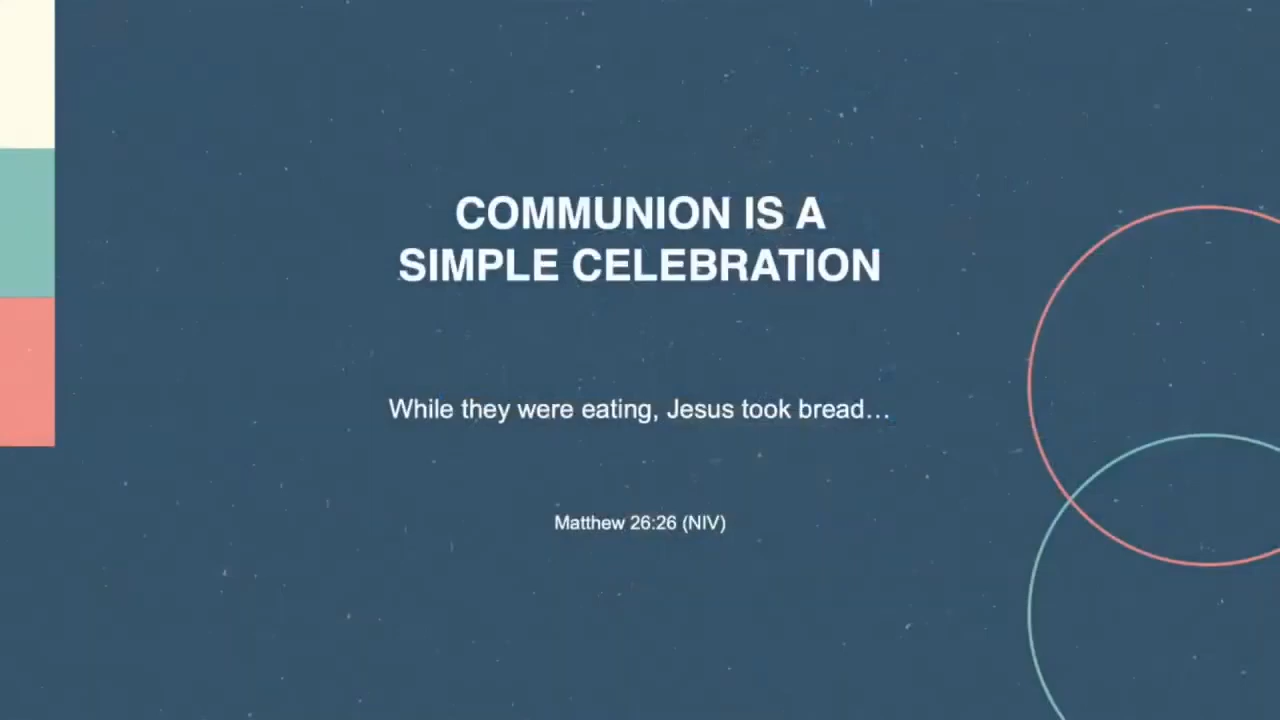 COMMUNION IS A
SIMPLE CELEBRATION
While they were eating, Jesus took bread…
Matthew 26:26 (NIV)